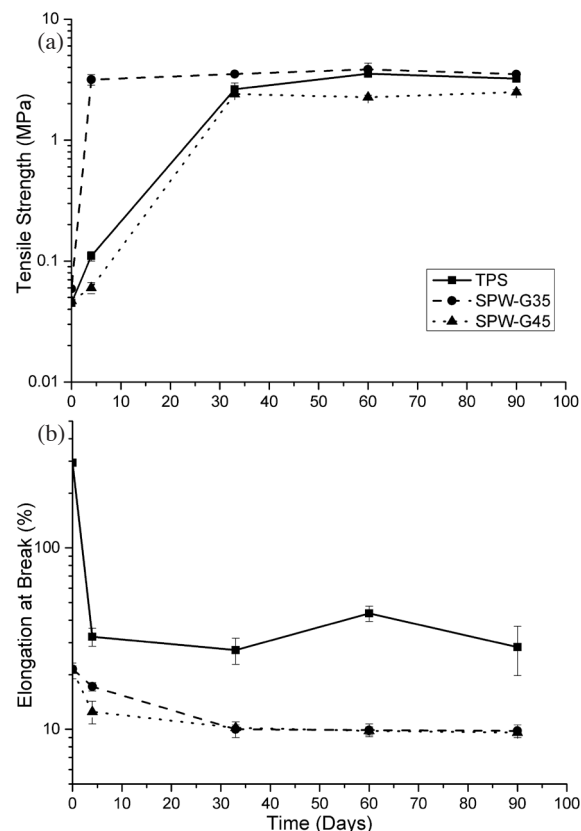 (a)
10
1
0.1
0.01
Tensile Strength (MPa)
TPS
SPW-G35
SPW-G45
0 10 20 30 40 50 60 70 80 90 100
(b)
100
10
Elongation at Break (%)
0 10 20 30 40 50 60 70 80 90 100
Time (Days)